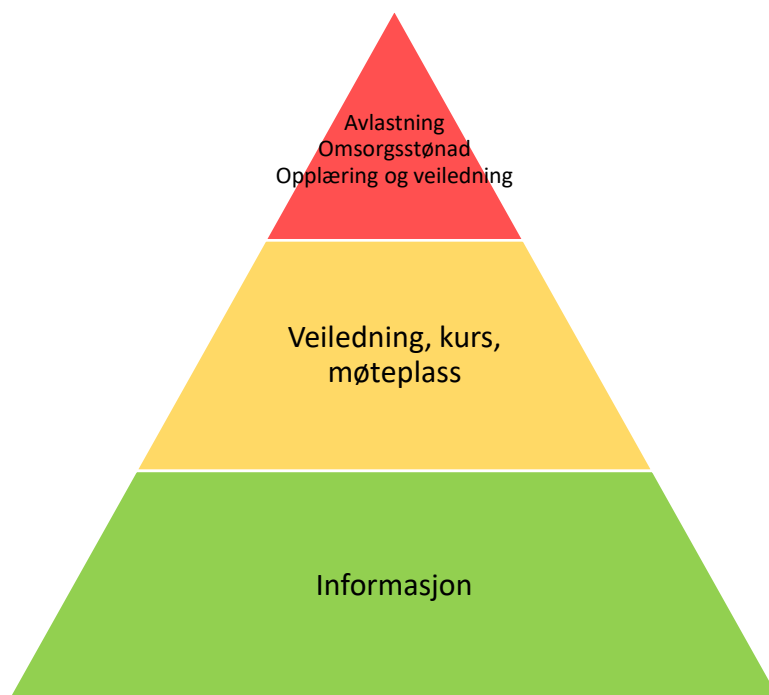 Avlastning
Omsorgsstønad
Opplæring og veiledning
Veiledning, kurs,
møteplass
Informasjon